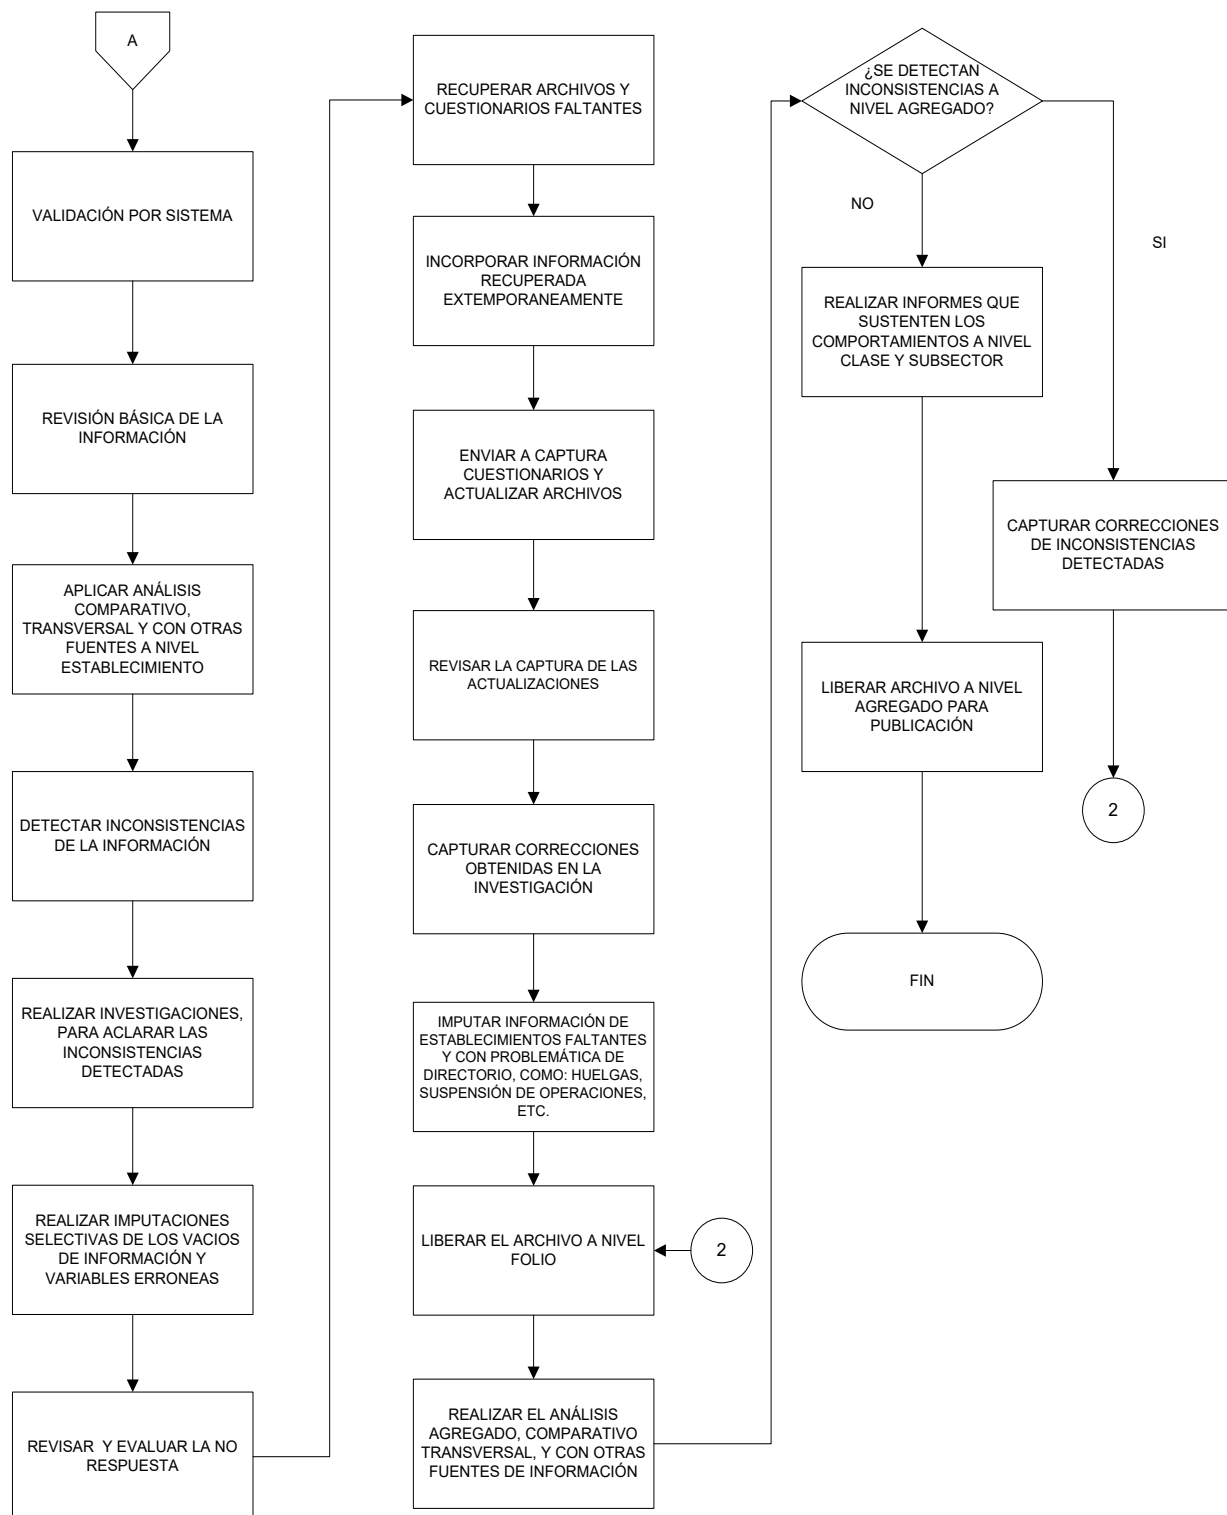 A
VALIDACIÓN POR SISTEMA
REVISIÓN BÁSICA DE LA
INFORMACIÓN
APLICAR ANÁLISIS
COMPARATIVO,
TRANSVERSAL Y CON OTRAS
FUENTES A NIVEL
ESTABLECIMIENTO
DETECTAR INCONSISTENCIAS
DE LA INFORMACIÓN
REALIZAR INVESTIGACIONES,
PARA ACLARAR LAS
INCONSISTENCIAS
DETECTADAS
REALIZAR IMPUTACIONES
SELECTIVAS DE LOS VACIOS
DE INFORMACIÓN Y
VARIABLES ERRONEAS
REVISAR Y EVALUAR LA NO
RESPUESTA
RECUPERAR ARCHIVOS Y
CUESTIONARIOS FALTANTES
INCORPORAR INFORMACIÓN
RECUPERADA
EXTEMPORANEAMENTE
ENVIAR A CAPTURA
CUESTIONARIOS Y
ACTUALIZAR ARCHIVOS
REVISAR LA CAPTURA DE LAS
ACTUALIZACIONES
CAPTURAR CORRECCIONES
OBTENIDAS EN LA
INVESTIGACIÓN
IMPUTAR INFORMACIÓN DE
ESTABLECIMIENTOS FALTANTES
Y CON PROBLEMÁTICA DE
DIRECTORIO, COMO: HUELGAS,
SUSPENSIÓN DE OPERACIONES,
ETC.
LIBERAR EL ARCHIVO A NIVEL
FOLIO
2
REALIZAR EL ANÁLISIS
AGREGADO, COMPARATIVO
TRANSVERSAL, Y CON OTRAS
FUENTES DE INFORMACIÓN
¿SE DETECTAN
INCONSISTENCIAS A
NIVEL AGREGADO?
NO
SI
REALIZAR INFORMES QUE
SUSTENTEN LOS
COMPORTAMIENTOS A NIVEL
CLASE Y SUBSECTOR
LIBERAR ARCHIVO A NIVEL
AGREGADO PARA
PUBLICACIÓN
FIN
CAPTURAR CORRECCIONES
DE INCONSISTENCIAS
DETECTADAS
2